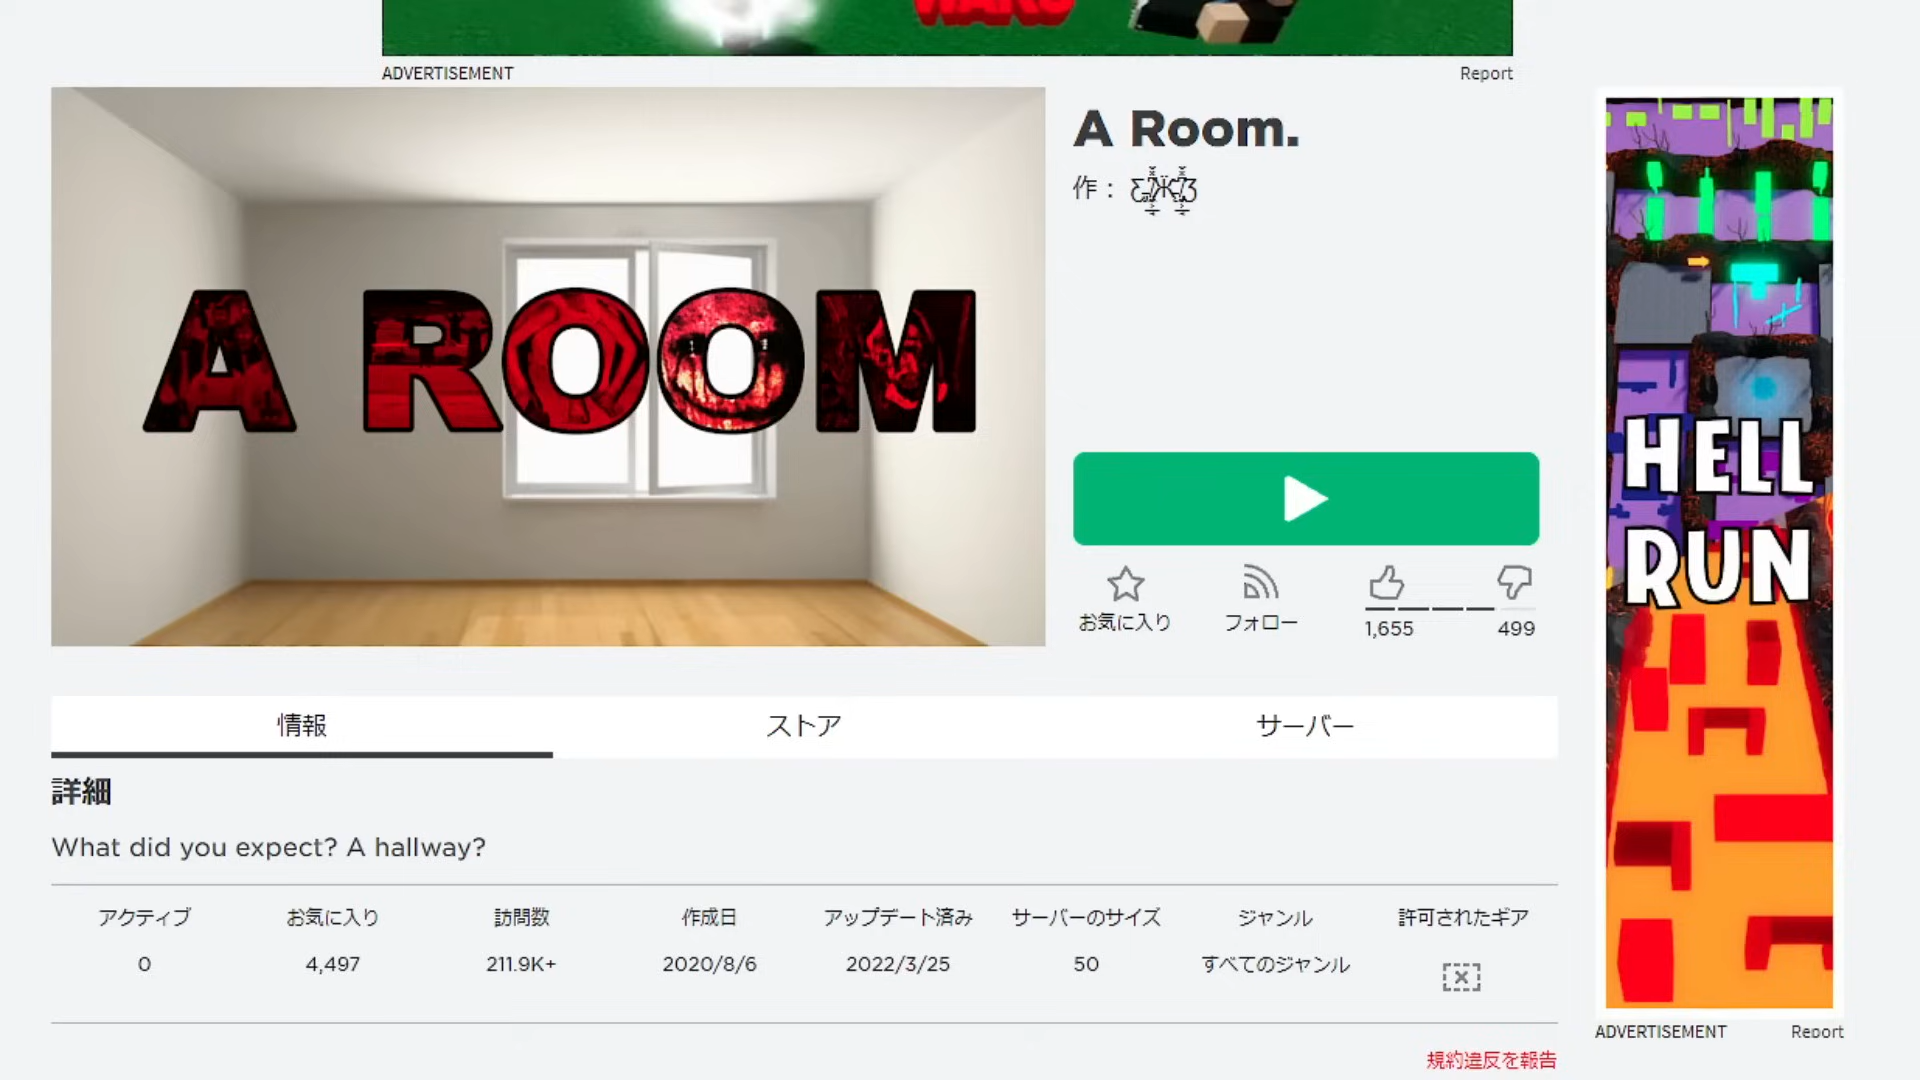 WARS
ADVERTISEMENT
Report
A ROOM
A Room.
作：
お気に入り
フォロー
1,655
499
情報
ストア
サーバー
詳細
What did you expect? A hallway?
アクティブ
お気に入り
訪問数
作成日
アップデート済み
サーバーのサイズ
ジャンル
許可されたギア
0
4,497
211.9K+
2020/8/6
2022/3/25
50
すべてのジャンル
規約違反を報告
HELL
RUN
ADVERTISEMENT
Report